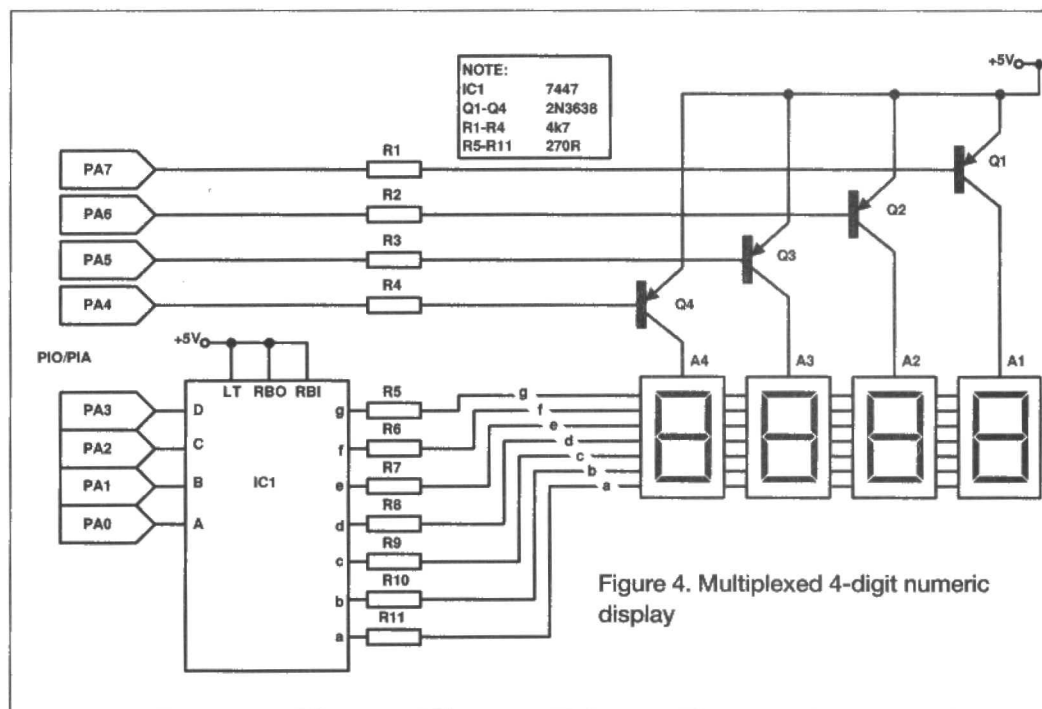 NOTE:
IC1 7447
Q1-Q4 2N3638
R1-R4 4k7
R5-R11 270R
+5V
PA7
R1
Q1
PA6
R2
Q2
PA5
R3
Q3
PA4
R4
Q4
PIO/PIA
+5V
LT RBO RBI
A4 A3 A2 A1
PA3
D
PA2
C
PA1
B
PA0
A
IC1
g
R5
g
f
R6
f
e
R7
e
d
R8
d
c
R9
c
b
R10
b
a
R11
a
Figure 4. Multiplexed 4-digit numeric
display